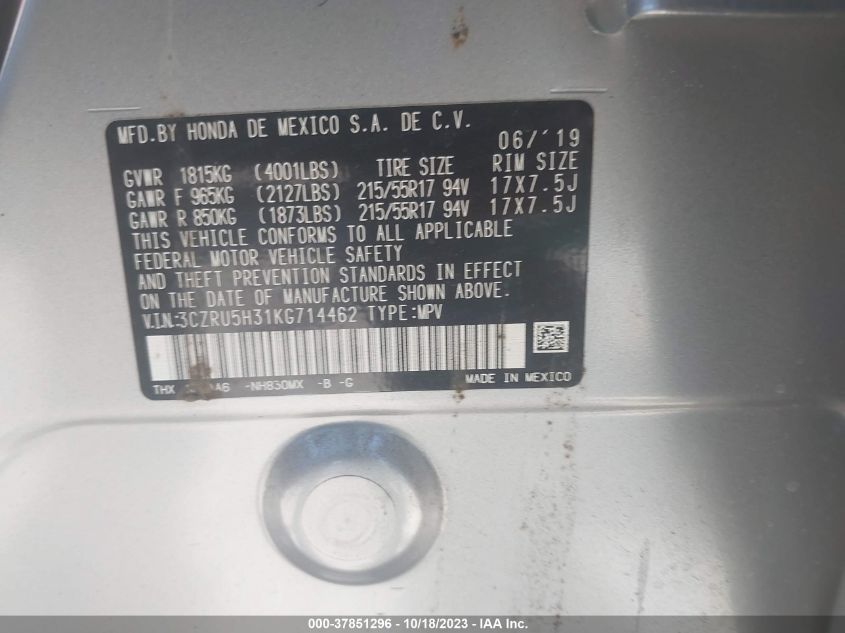 MFD.BY HONDA DE MEXICO S.A. DE C.V.
06/'19
GVWR 1815KG (4001LBS) TIRE SIZE RIM SIZE
GAWR F 965KG (2127LBS) 215/55R17 94V 17X7.5J
GAWR R 850KG (1873LBS) 215/55R17 94V 17X7.5J
THIS VEHICLE CONFORMS TO ALL APPLICABLE
FEDERAL MOTOR VEHICLE SAFETY
AND THEFT PREVENTION STANDARDS IN EFFECT
ON THE DATE OF MANUFACTURE SHOWN ABOVE.
V.I.N:3CZRU5H31KG714462 TYPE:MPV
THX -NH830MX -B -G MADE IN MEXICO
000-37851296 - 10/18/2023 - IAA Inc.